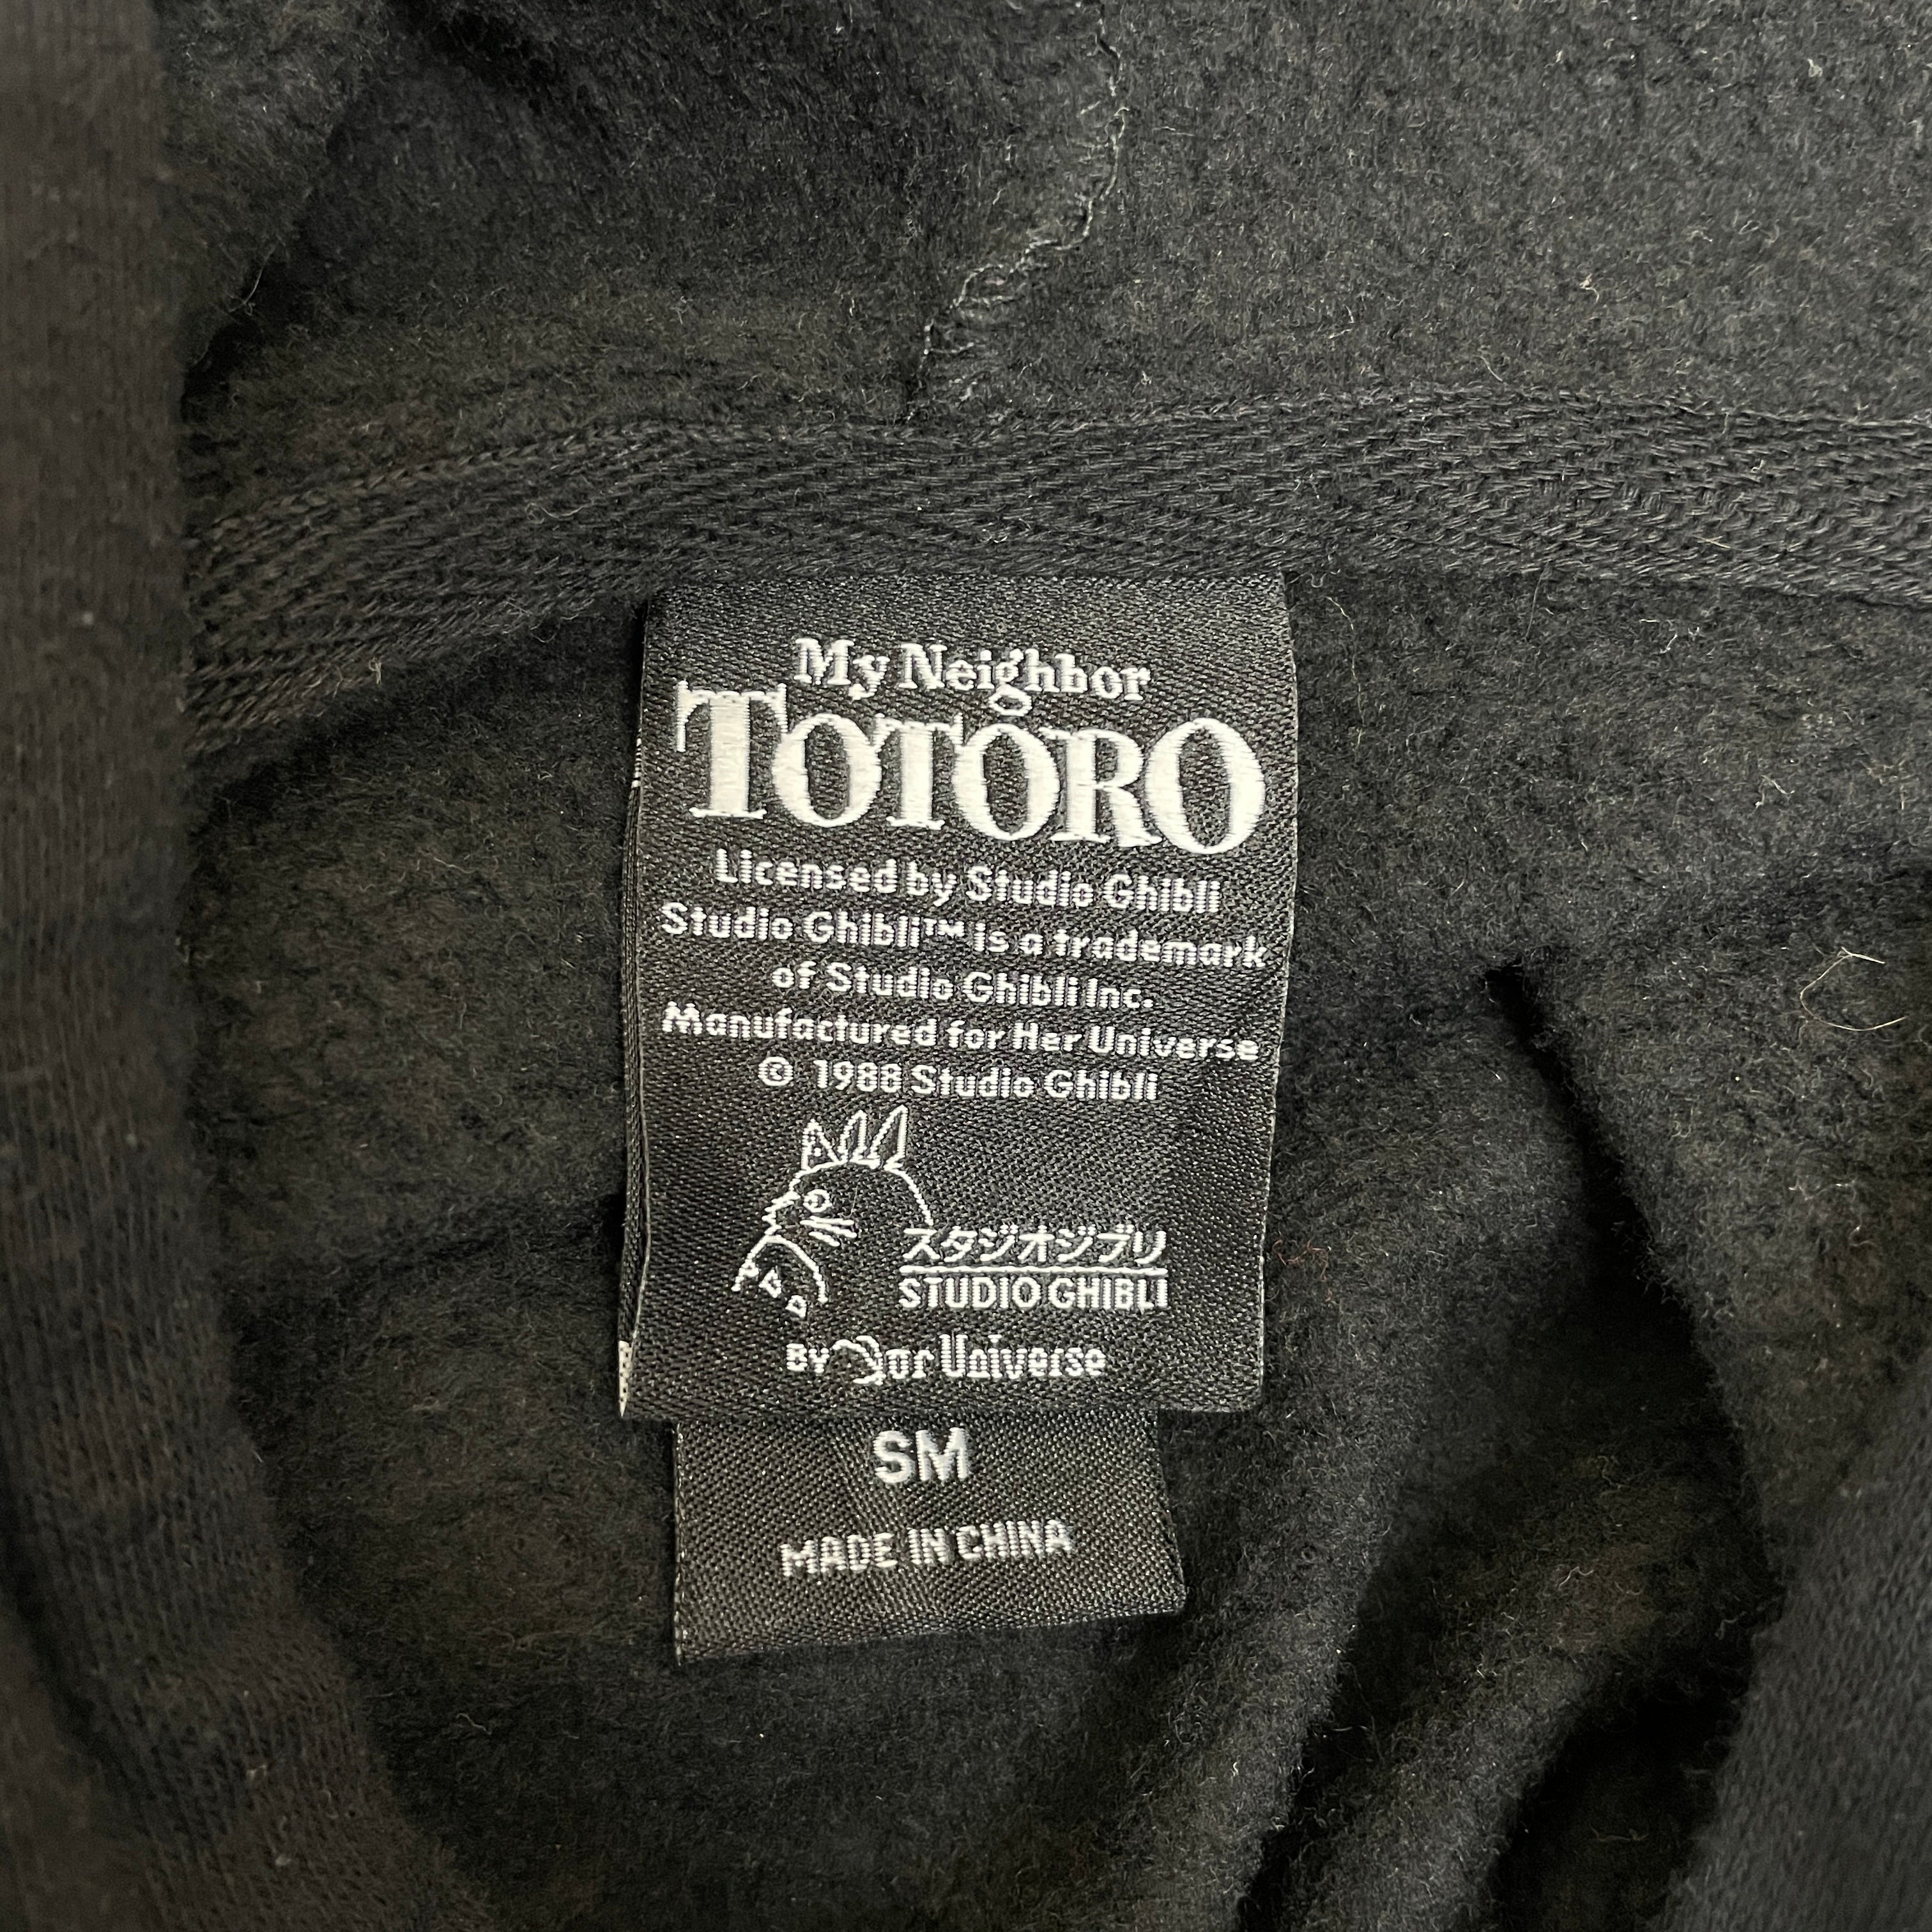 My Neighbor
TOTORO
Licensed by Studio Ghibli
Studio Ghibli™ is a trademark
of Studio Ghibli Inc.
Manufactured for Her Universe
© 1988 Studio Ghibli
スタジオジブリ
STUDIO GHIBLI
BY Her Universe
SM
MADE IN CHINA